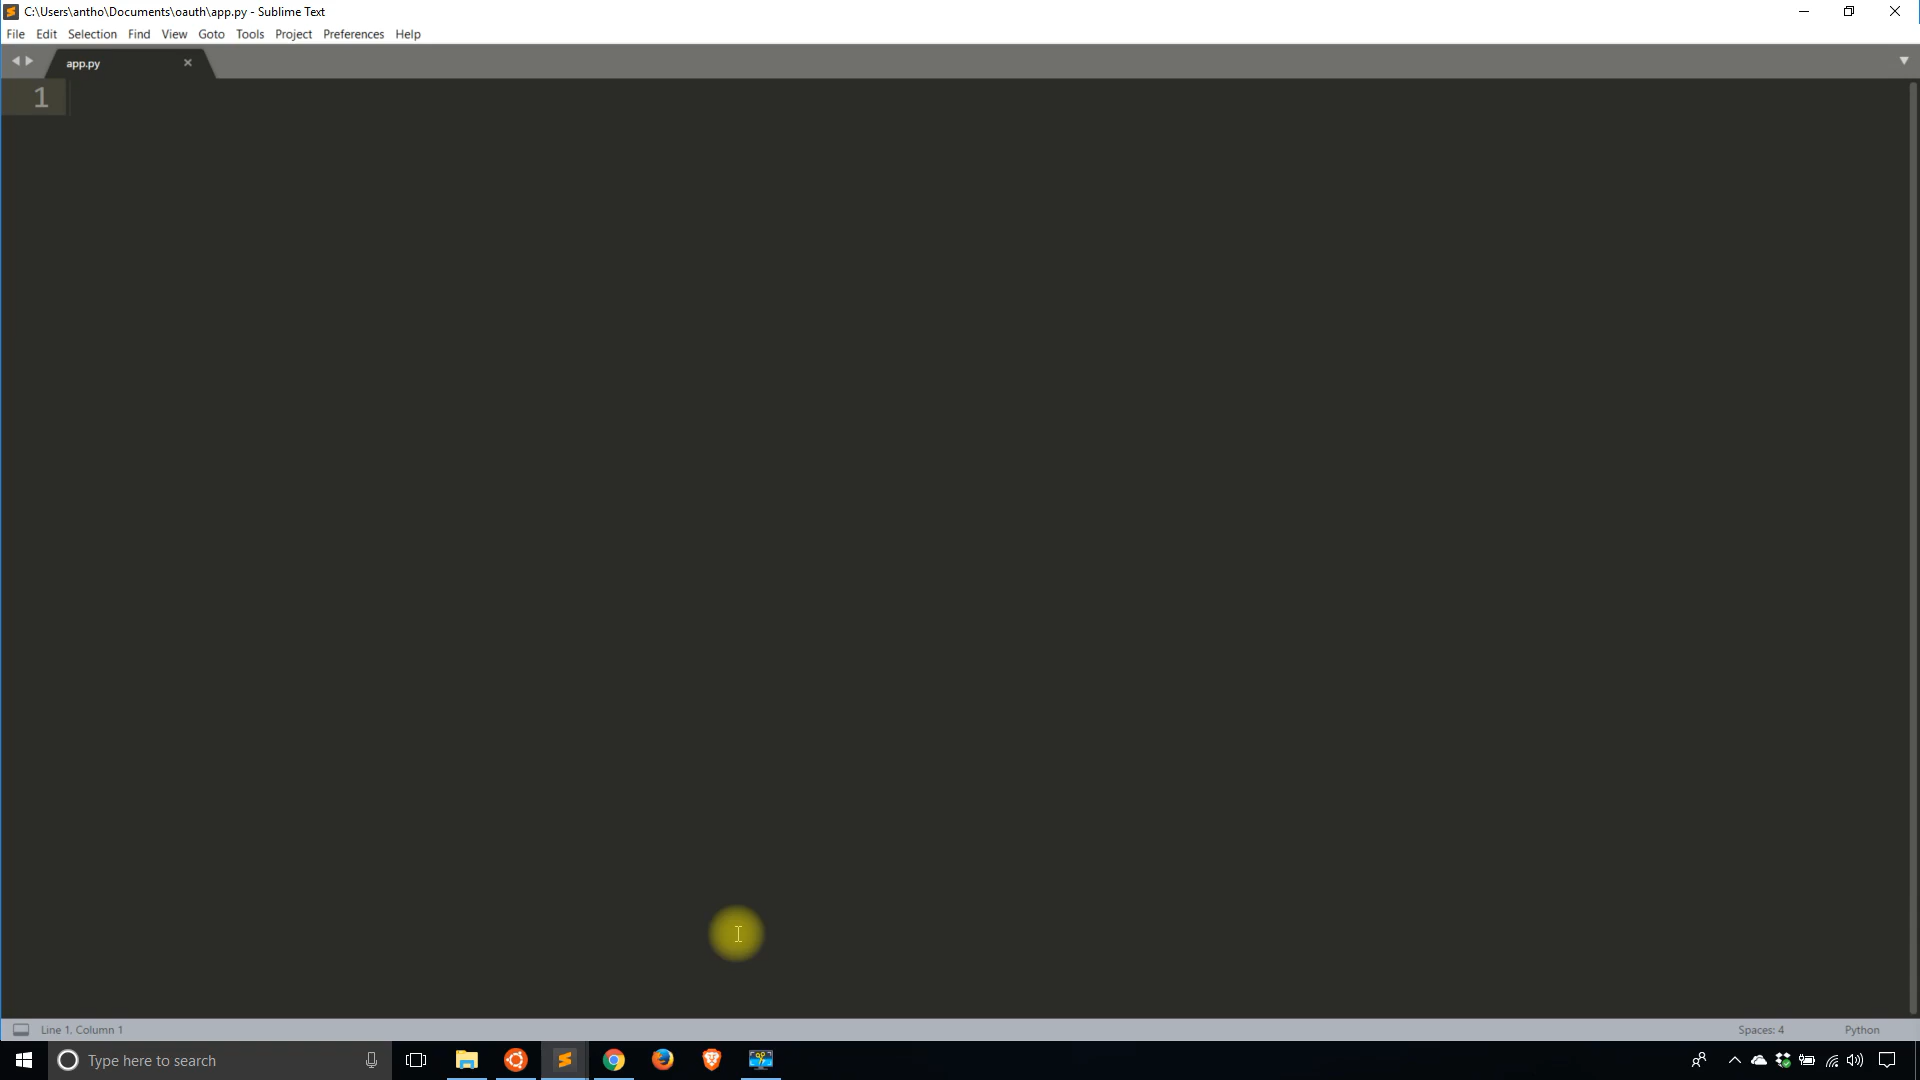 C:\Users\antho\Documents\oauth\app.py - Sublime Text
File Edit Selection Find View Goto Tools Project Preferences Help
app.py
1
Line 1, Column 1
Spaces: 4
Python
Type here to search